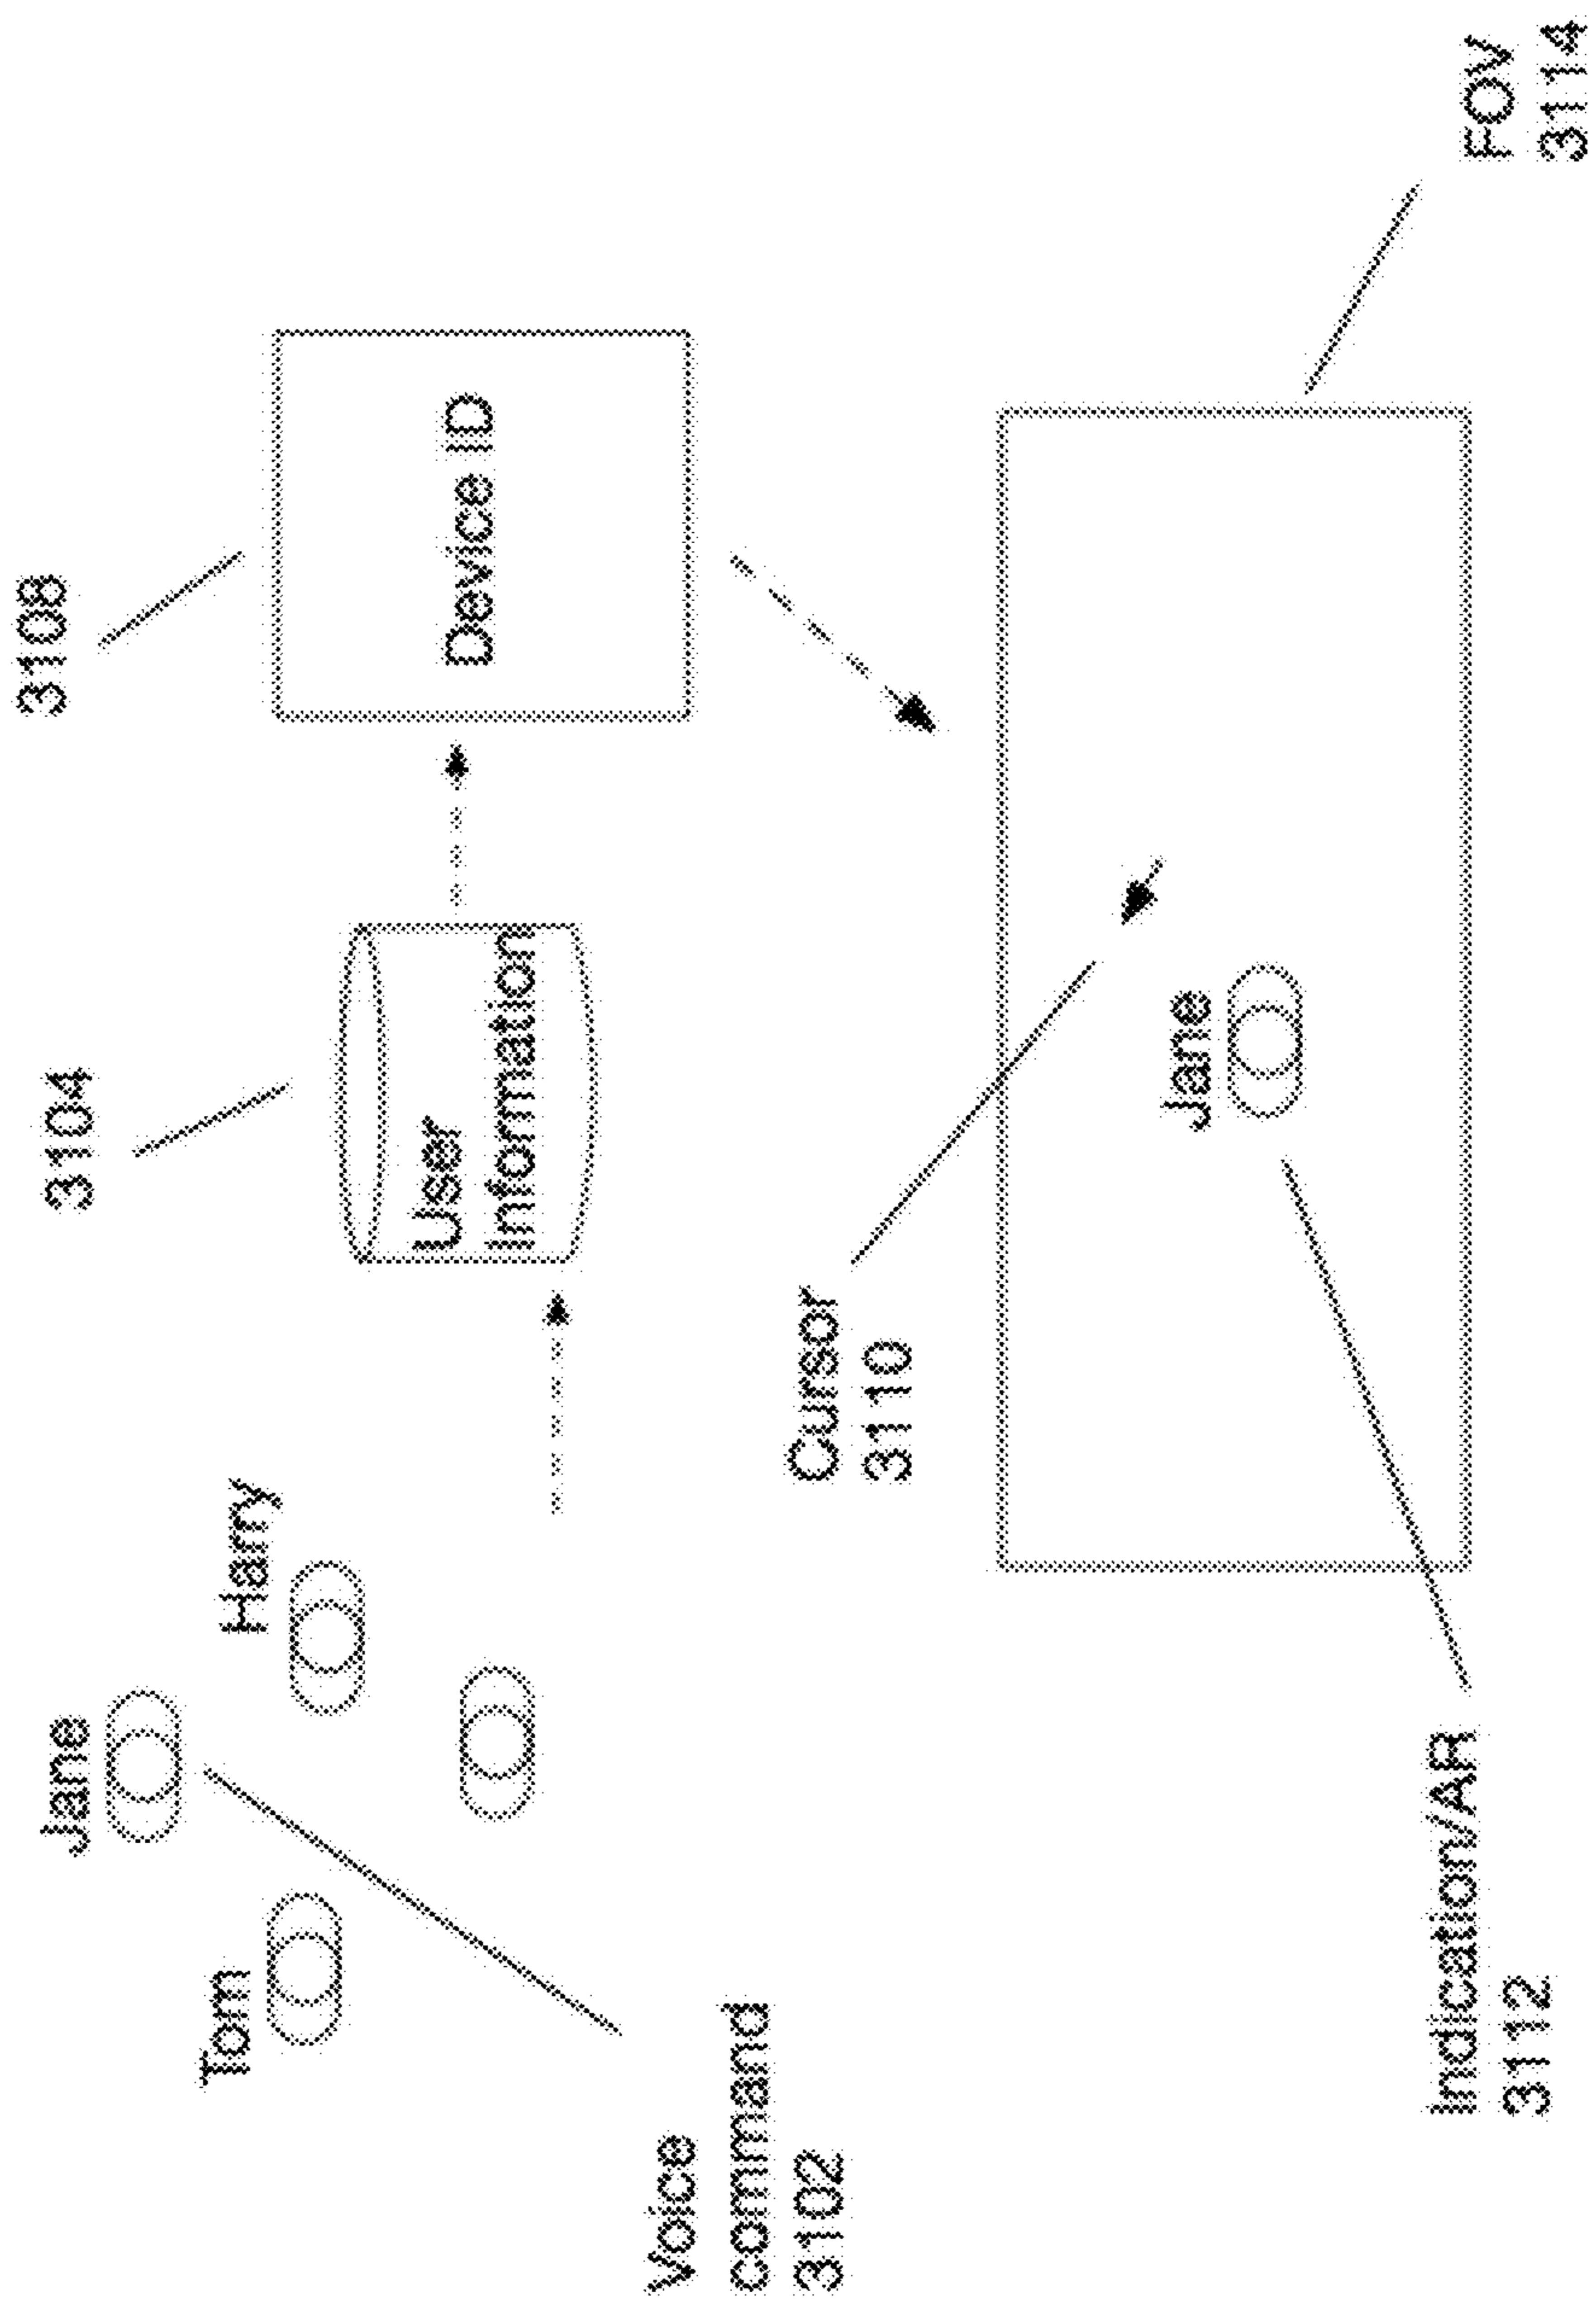 Jane
Tom
Harry
Voice
command
3102
3104
User
Information
3108
Device ID
Cursor
3110
Jane
Indication/AR
3112
FOV
3114